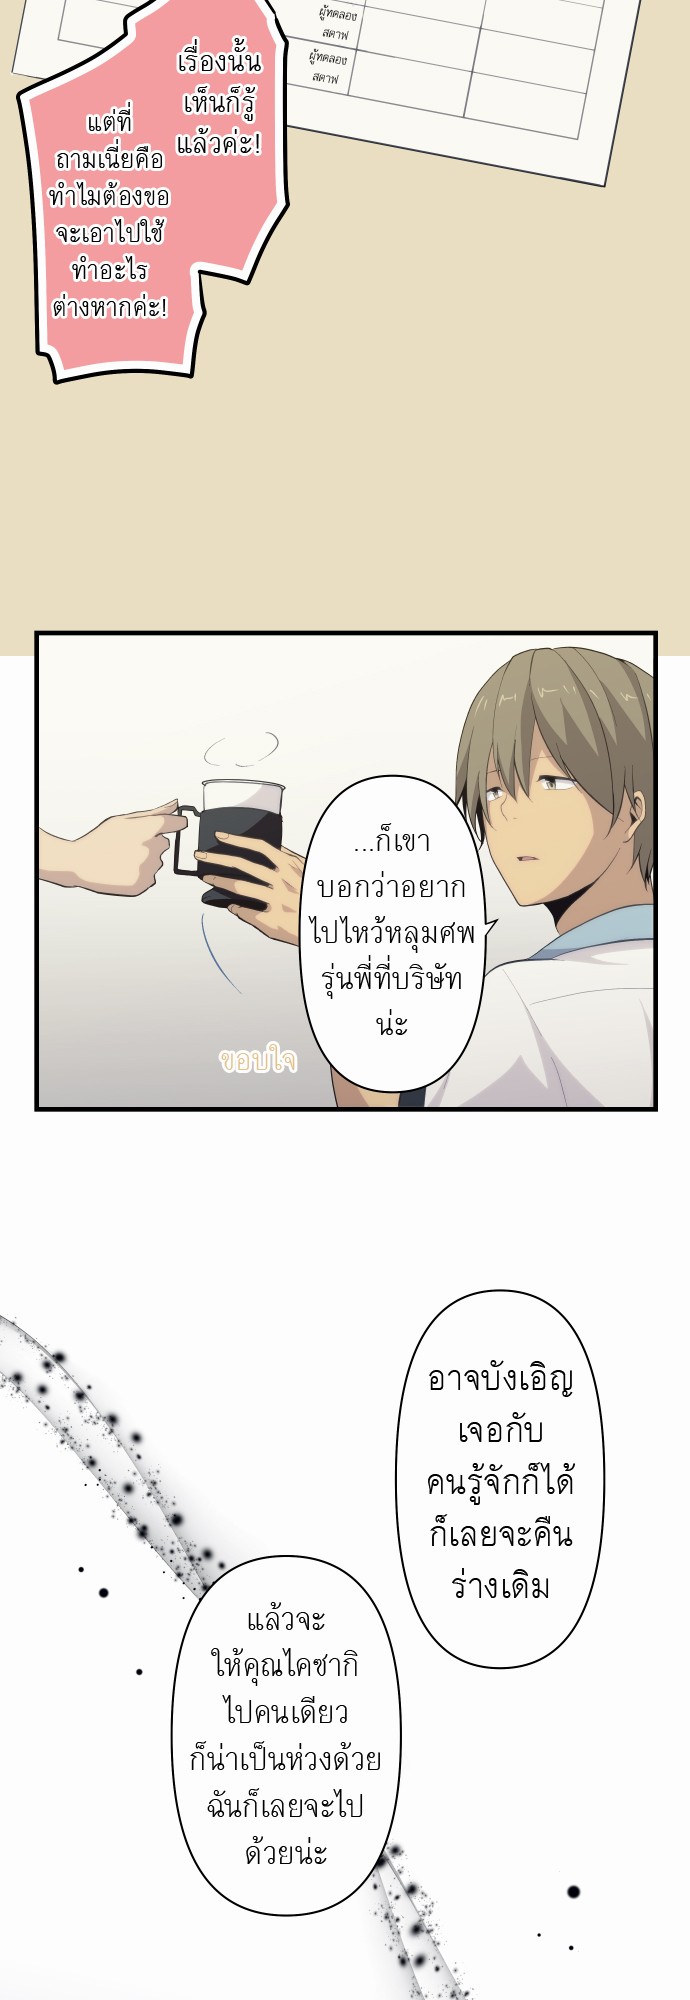 ผู้ทดลอง
สตาฟ
ผู้ทดลอง
สตาฟ
เรื่องนั้น
เห็นก็รู้
แล้วค่ะ!
แต่ที่
ถามเนี่ยคือ
ทำไมต้องขอ
จะเอาไปใช้
ทำอะไร
ต่างหากค่ะ!
...ก็เขา
บอกว่าอยาก
ไปไหว้หลุมศพ
รุ่นพี่ที่บริษัท
น่ะ
ขอบใจ
อาจบังเอิญ
เจอกับ
คนรู้จักก็ได้
ก็เลยจะคืน
ร่างเดิม
แล้วจะ
ให้คุณไคซากิ
ไปคนเดียว
ก็น่าเป็นห่วงด้วย
ฉันก็เลยจะไป
ด้วยน่ะ